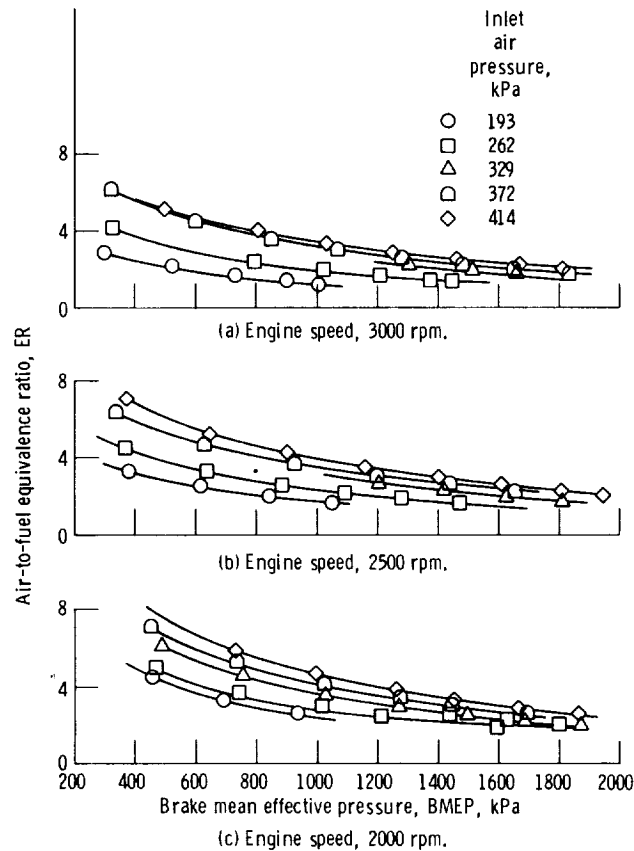 Inlet
air
pressure,
kPa
193
262
329
372
414
8
4
0
(a) Engine speed, 3000 rpm.
Air-to-fuel equivalence ratio, ER
8
4
0
(b) Engine speed, 2500 rpm.
8
4
0
200 400 600 800 1000 1200 1400 1600 1800 2000
Brake mean effective pressure, BMEP, kPa
(c) Engine speed, 2000 rpm.